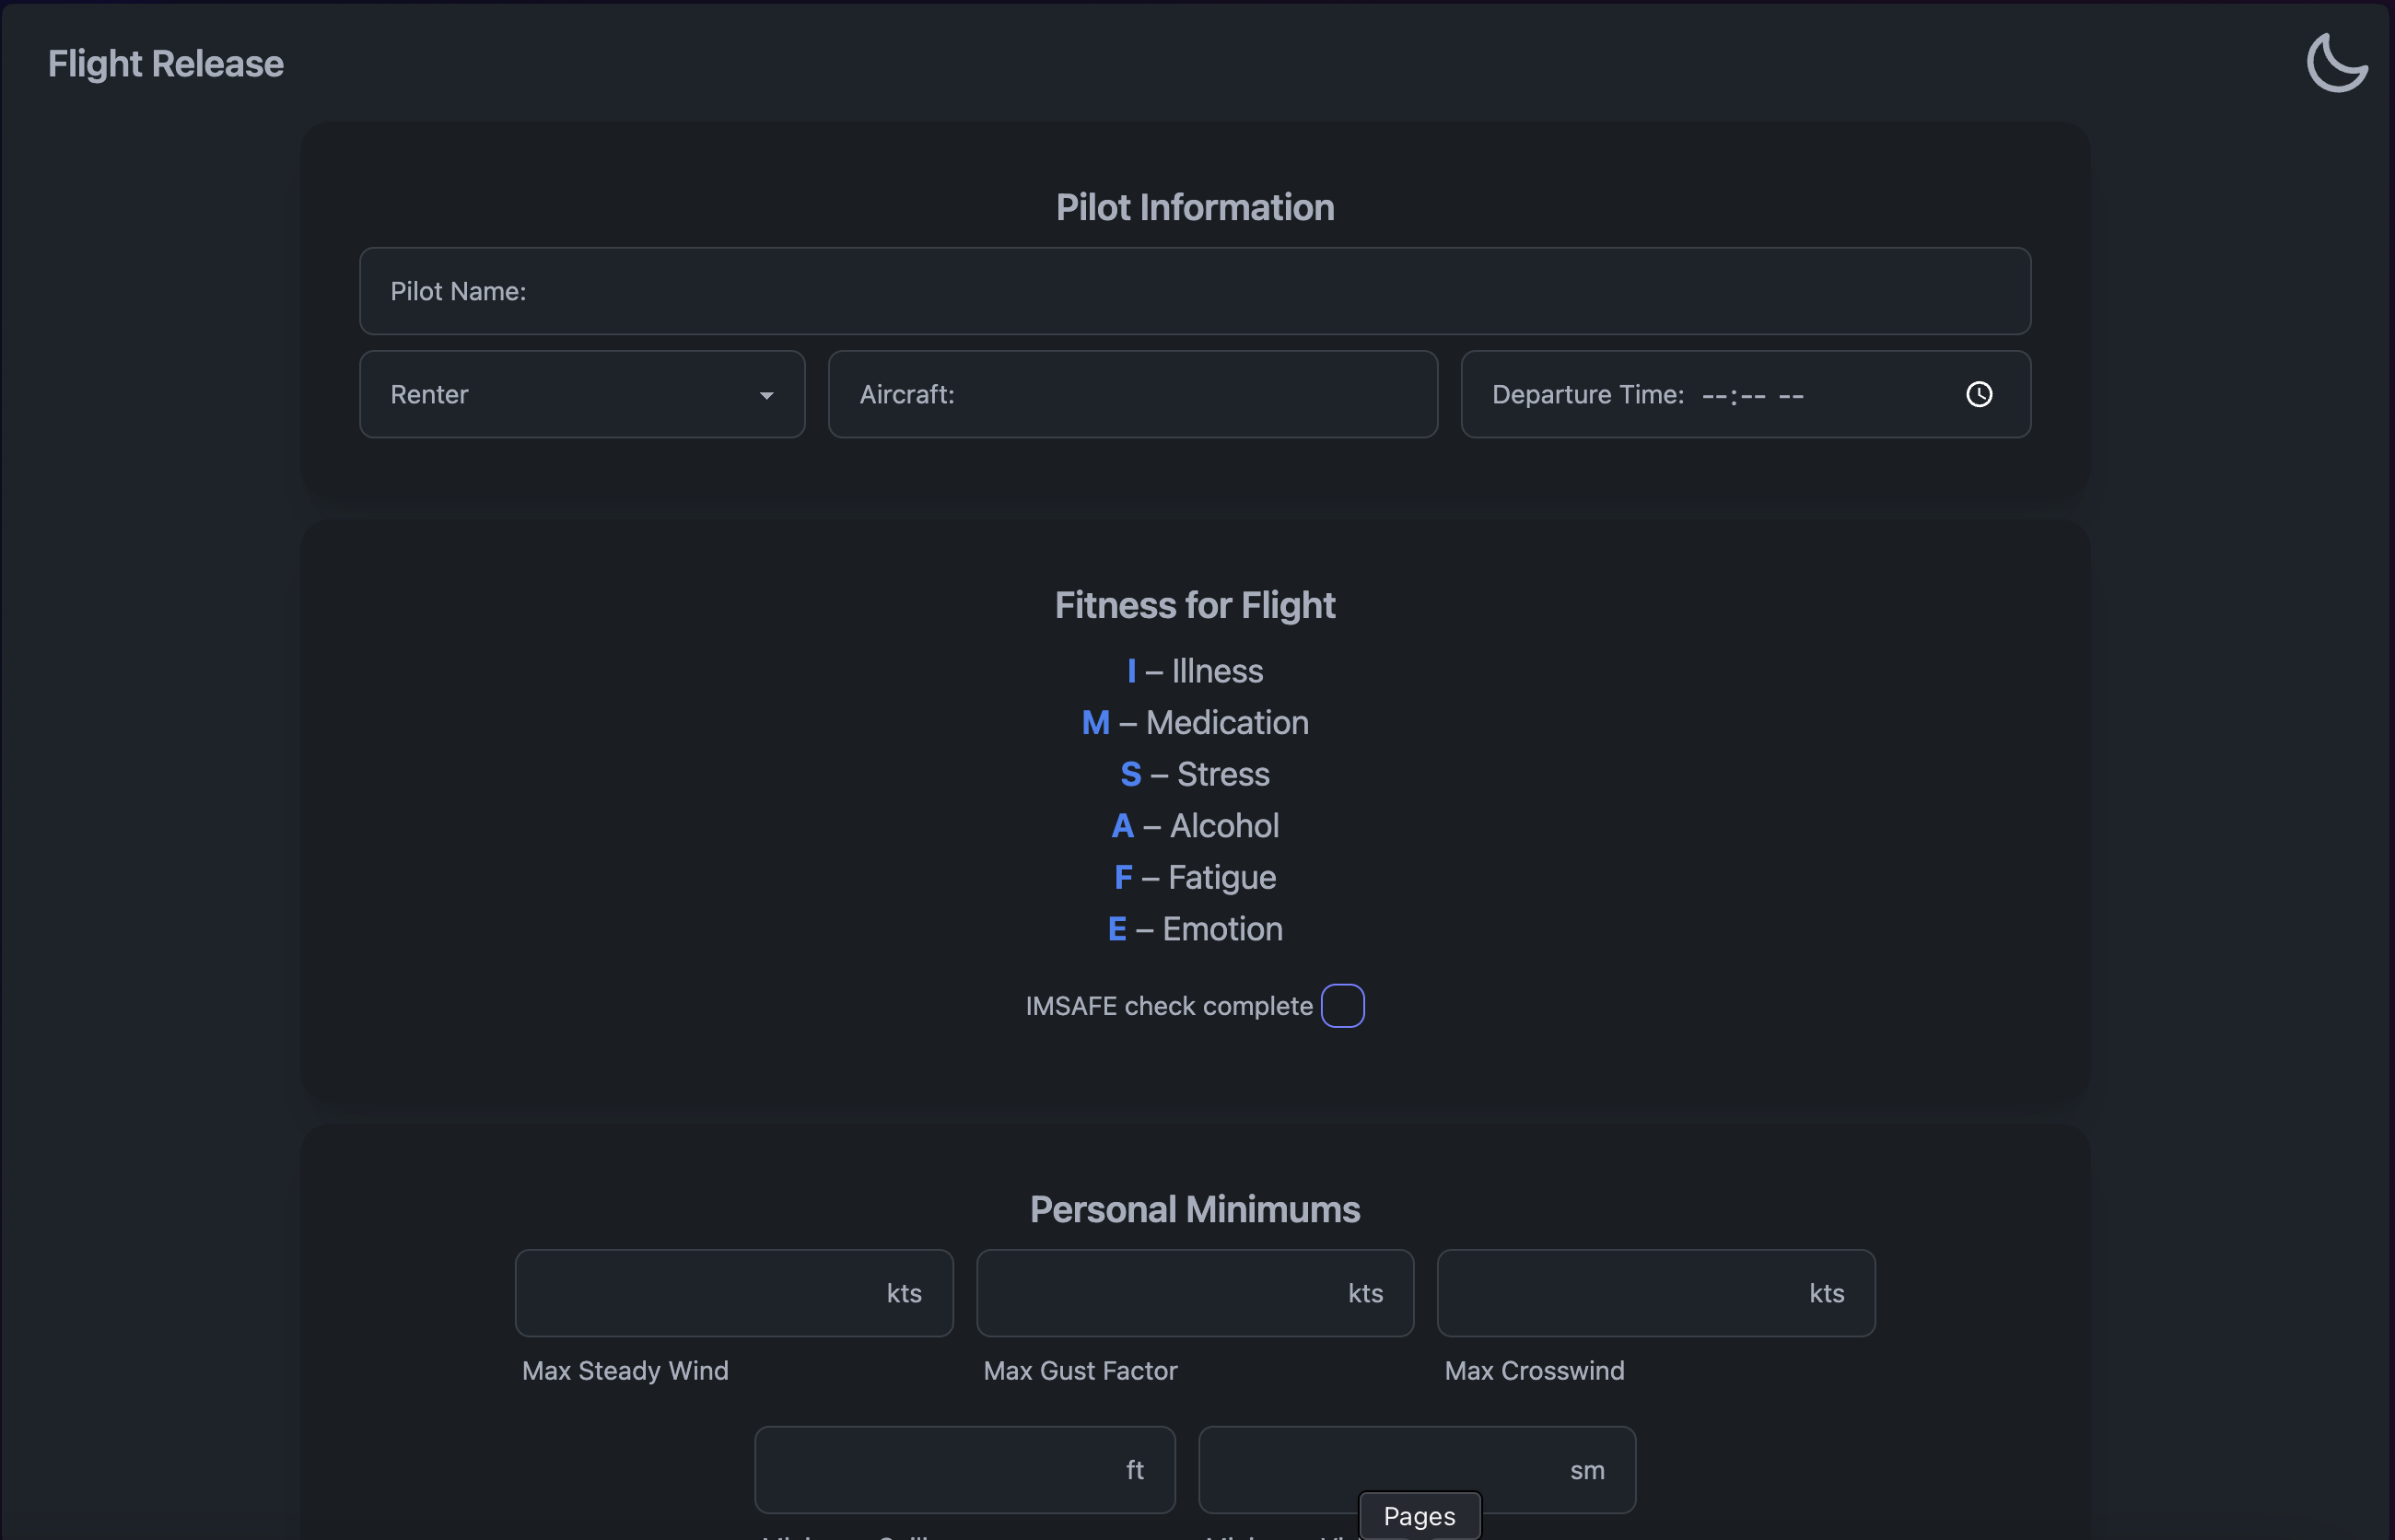 Flight Release
Pilot Information
Pilot Name:
Renter
Aircraft:
Departure Time: --:-- --
Fitness for Flight
I – Illness
M – Medication
S – Stress
A – Alcohol
F – Fatigue
E – Emotion
IMSAFE check complete
Personal Minimums
kts
kts
kts
Max Steady Wind
Max Gust Factor
Max Crosswind
ft
sm
Pages